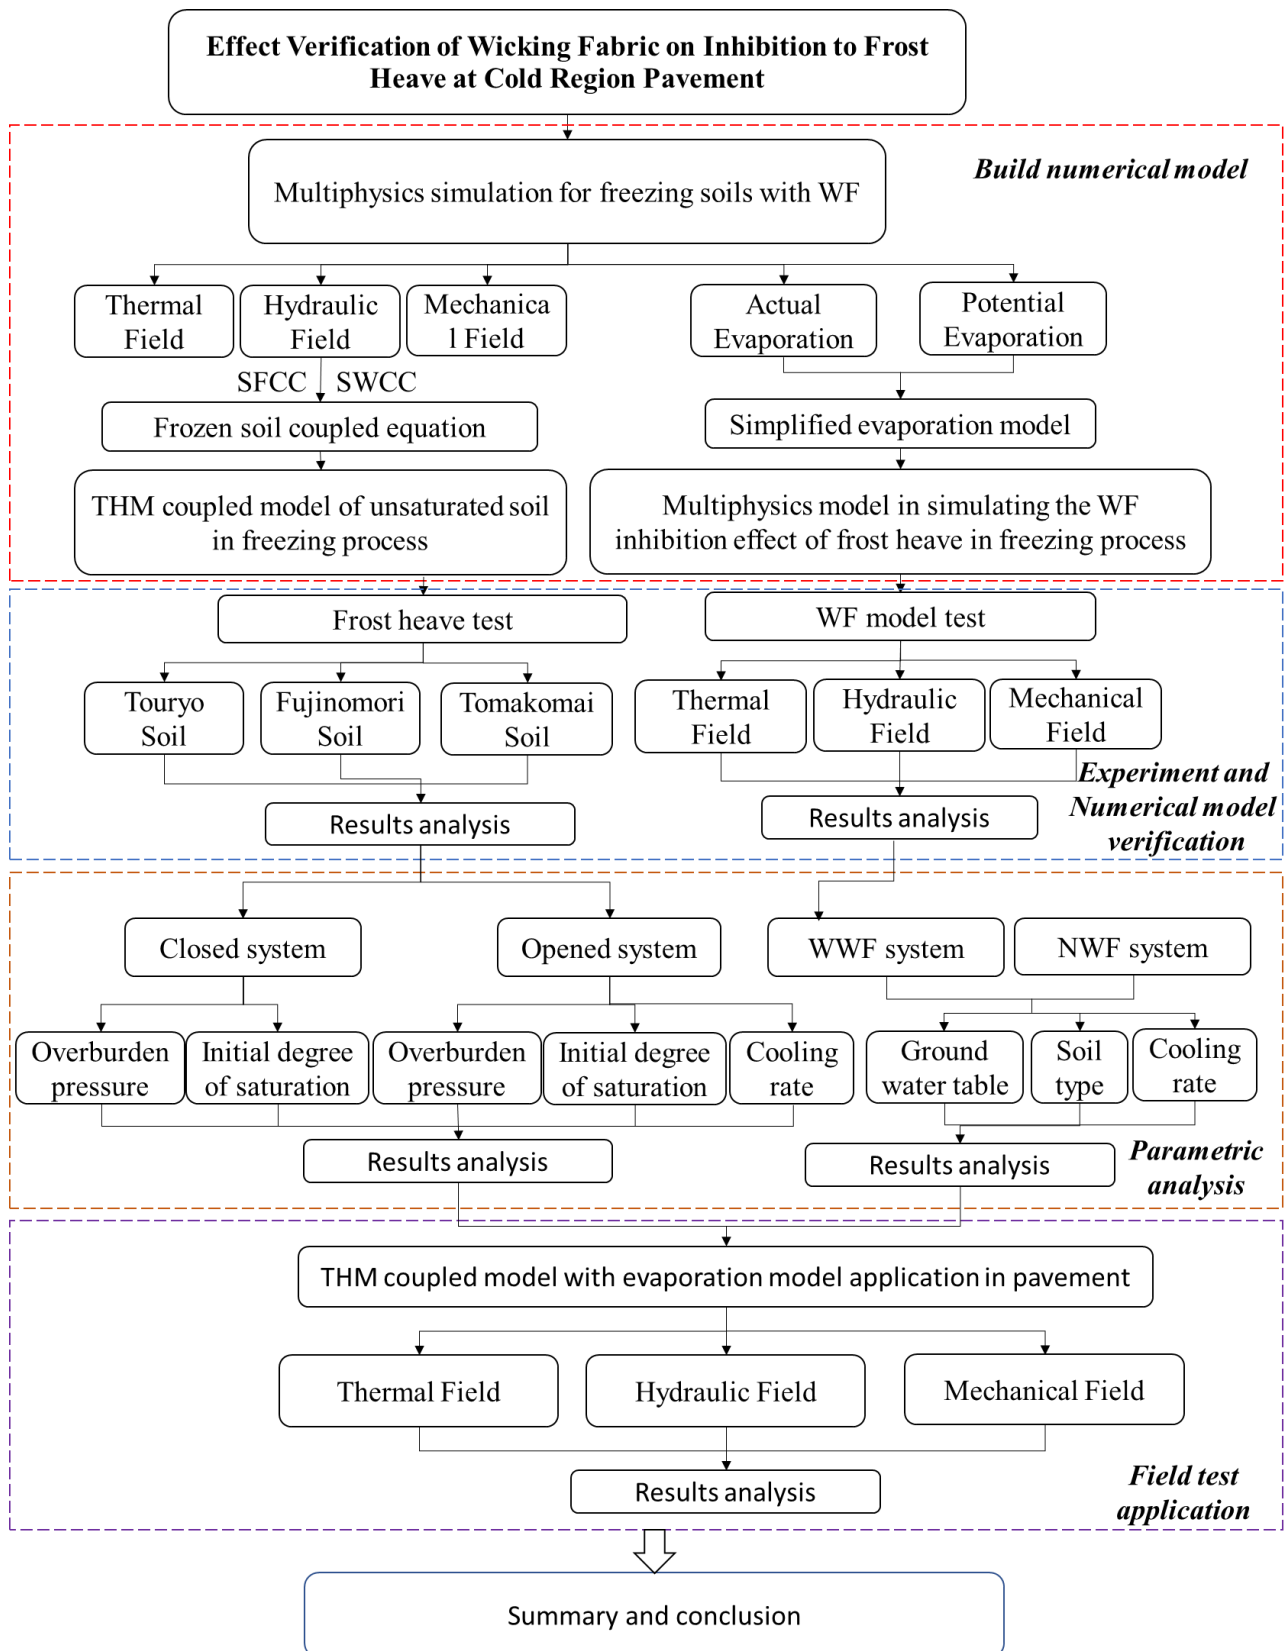 Effect Verification of Wicking Fabric on Inhibition to Frost
Heave at Cold Region Pavement
Build numerical model
Multiphysics simulation for freezing soils with WF
Thermal
Field
Hydraulic
Field
Mechanica
l Field
Actual
Evaporation
Potential
Evaporation
SFCC
SWCC
Frozen soil coupled equation
Simplified evaporation model
THM coupled model of unsaturated soil
in freezing process
Multiphysics model in simulating the WF
inhibition effect of frost heave in freezing process
Frost heave test
WF model test
Touryo
Soil
Fujinomori
Soil
Tomakomai
Soil
Thermal
Field
Hydraulic
Field
Mechanical
Field
Experiment and
Numerical model
verification
Results analysis
Results analysis
Closed system
Opened system
WWF system
NWF system
Overburden
pressure
Initial degree
of saturation
Overburden
pressure
Initial degree
of saturation
Cooling
rate
Ground
water table
Soil
type
Cooling
rate
Results analysis
Results analysis
Parametric
analysis
THM coupled model with evaporation model application in pavement
Thermal Field
Hydraulic Field
Mechanical Field
Results analysis
Field test
application
Summary and conclusion